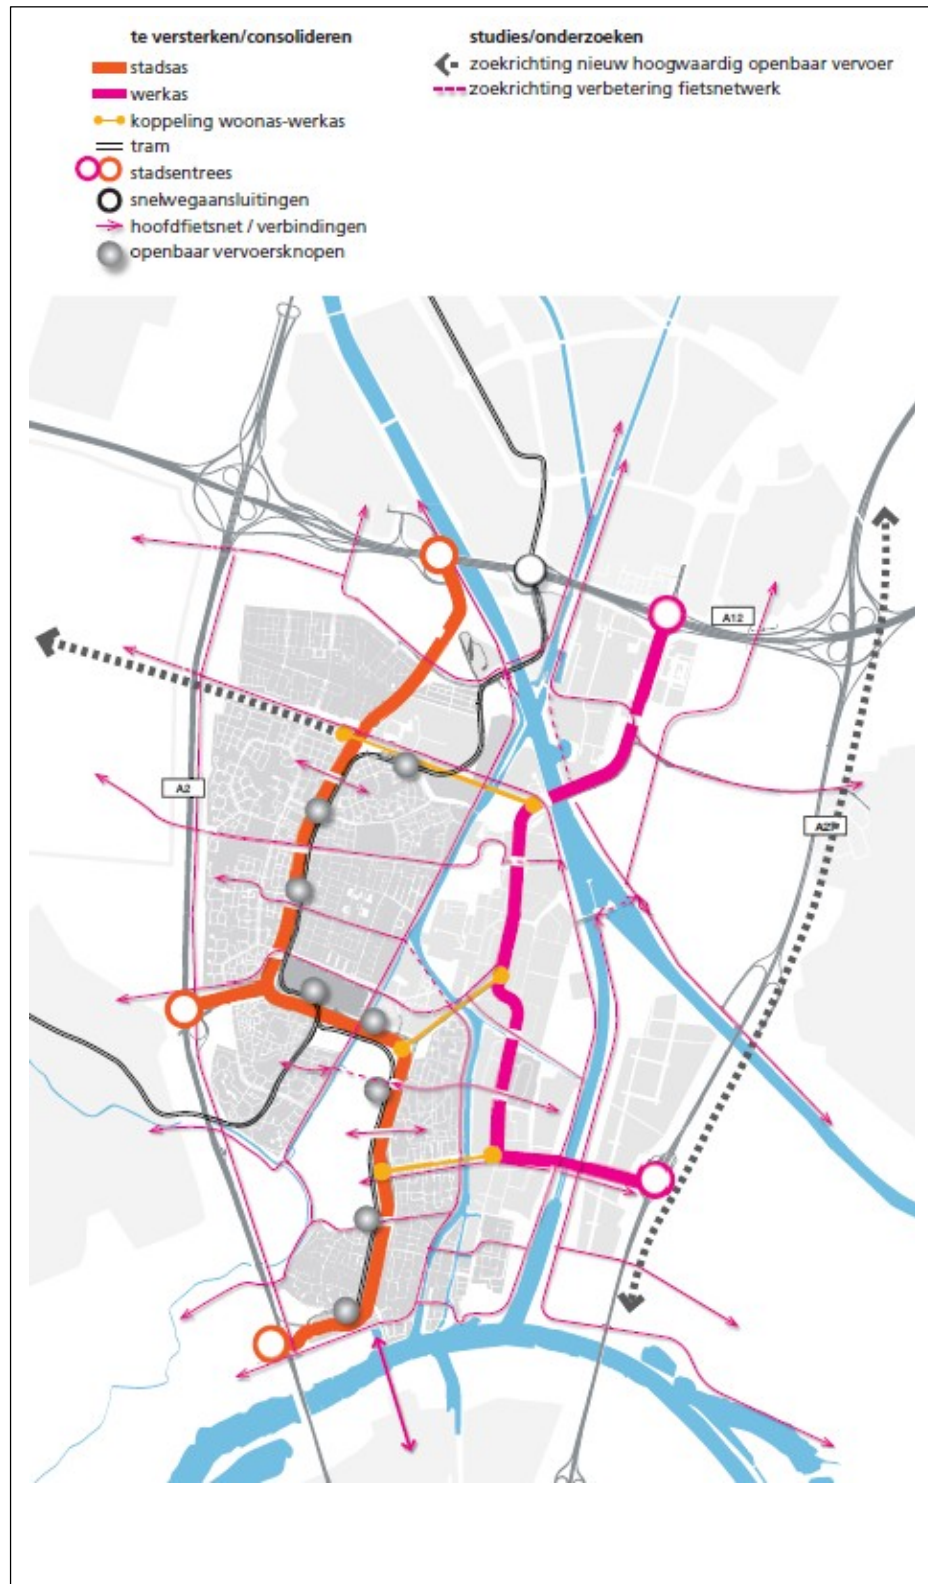 te versterken/consolideren
stadsas
werkas
koppeling woonas-werkas
tram
stadsentrees
snelwegaansluitingen
hoofdfietsnet / verbindingen
openbaar vervoersknopen
studies/onderzoeken
zoekrichting nieuw hoogwaardig openbaar vervoer
zoekrichting verbetering fietsnetwerk
A12
A2
A27